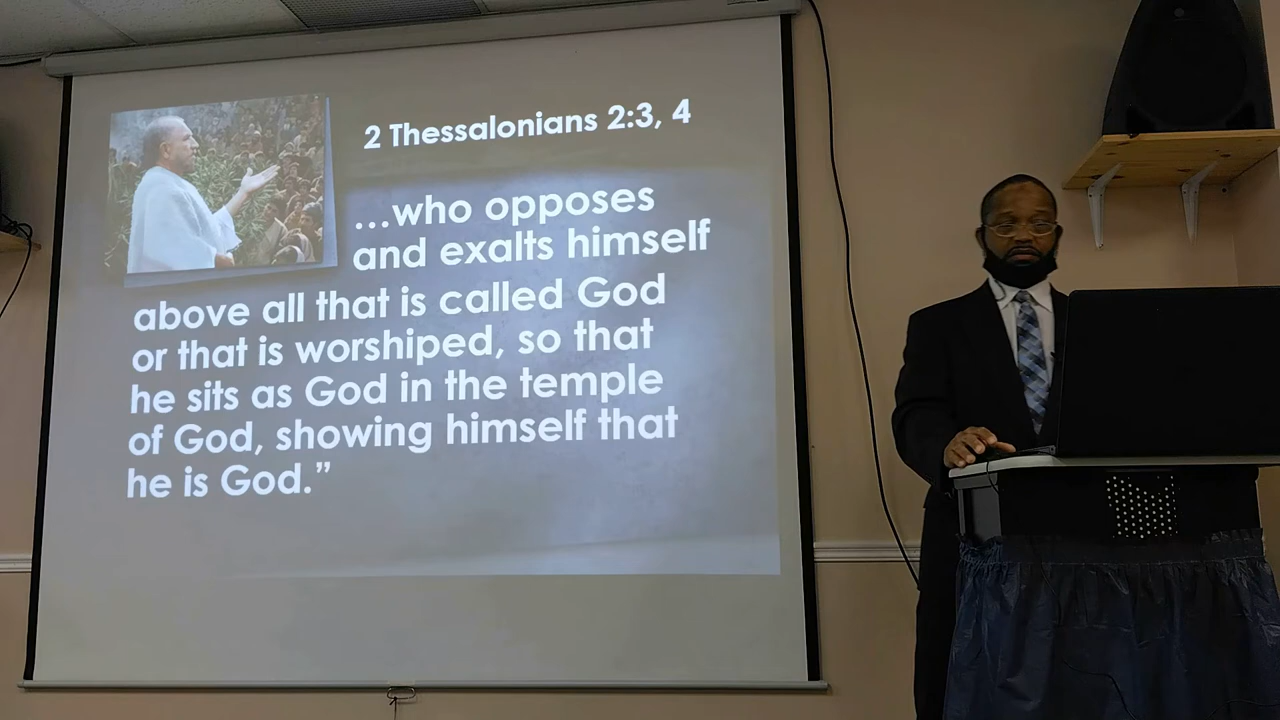 2 Thessalonians 2:3, 4
...who opposes
and exalts himself
above all that is called God
or that is worshiped, so that
he sits as God in the temple
of God, showing himself that
he is God.”